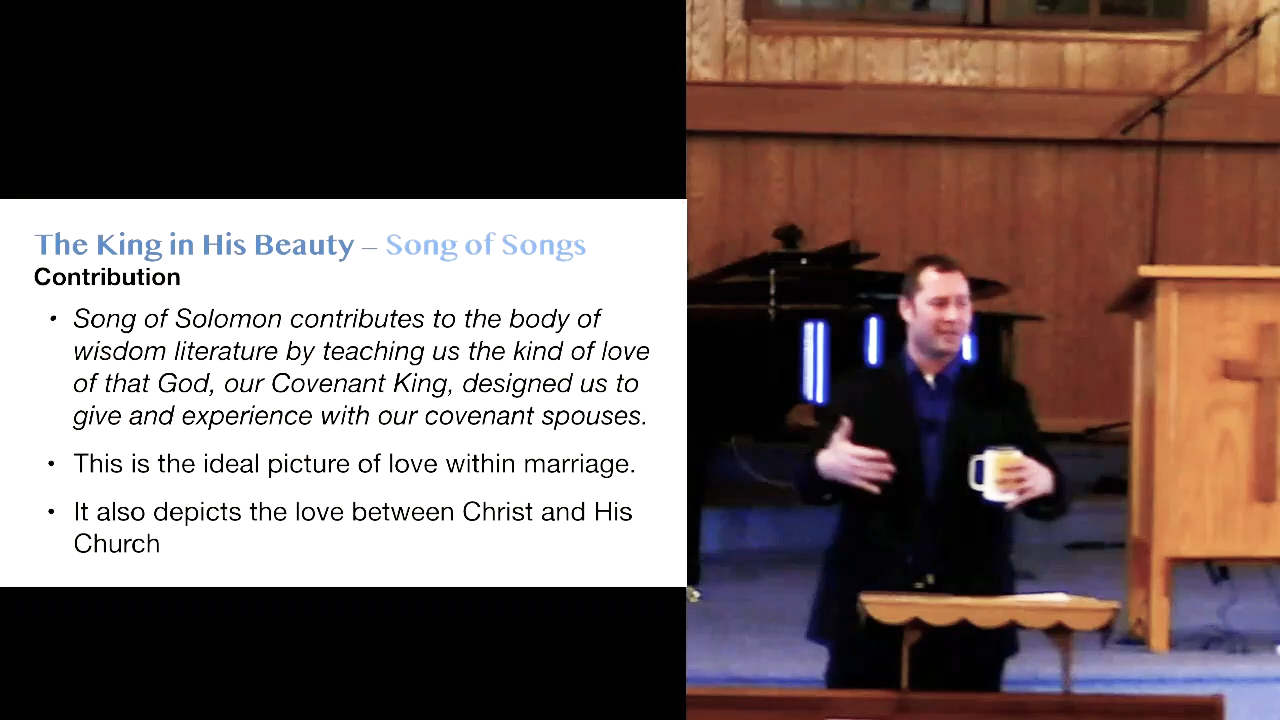 The King in His Beauty – Song of Songs
Contribution
• Song of Solomon contributes to the body of
wisdom literature by teaching us the kind of love
of that God, our Covenant King, designed us to
give and experience with our covenant spouses.
• This is the ideal picture of love within marriage.
• It also depicts the love between Christ and His
Church